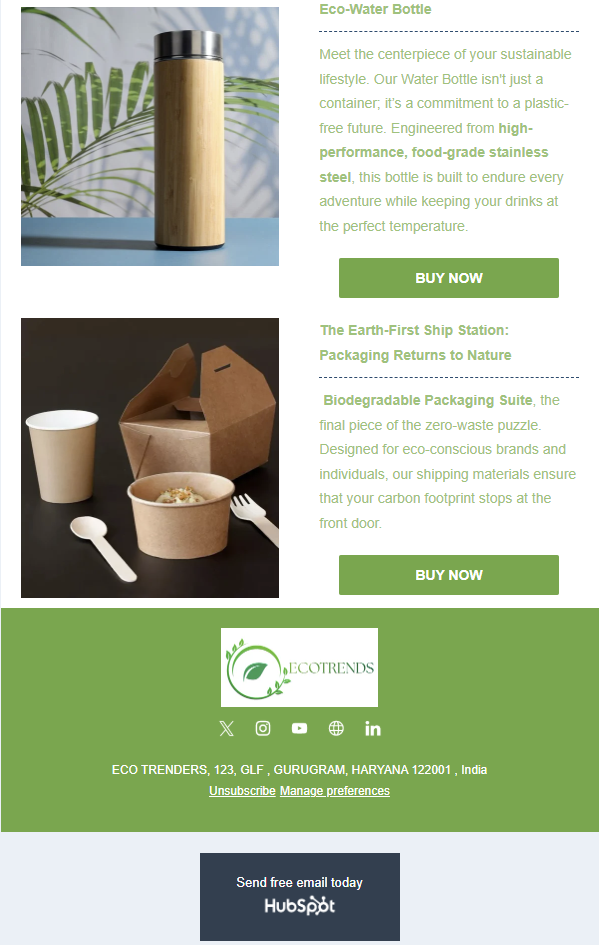 Eco-Water Bottle
Meet the centerpiece of your sustainable
lifestyle. Our Water Bottle isn't just a
container; it's a commitment to a plastic-
free future. Engineered from high-
performance, food-grade stainless
steel, this bottle is built to endure every
adventure while keeping your drinks at
the perfect temperature.
BUY NOW
The Earth-First Ship Station:
Packaging Returns to Nature
Biodegradable Packaging Suite, the
final piece of the zero-waste puzzle.
Designed for eco-conscious brands and
individuals, our shipping materials ensure
that your carbon footprint stops at the
front door.
BUY NOW
ECOTRENDS
ECO TRENDERS, 123, GLF , GURUGRAM, HARYANA 122001 , India
Unsubscribe Manage preferences
Send free email today
HubSpot